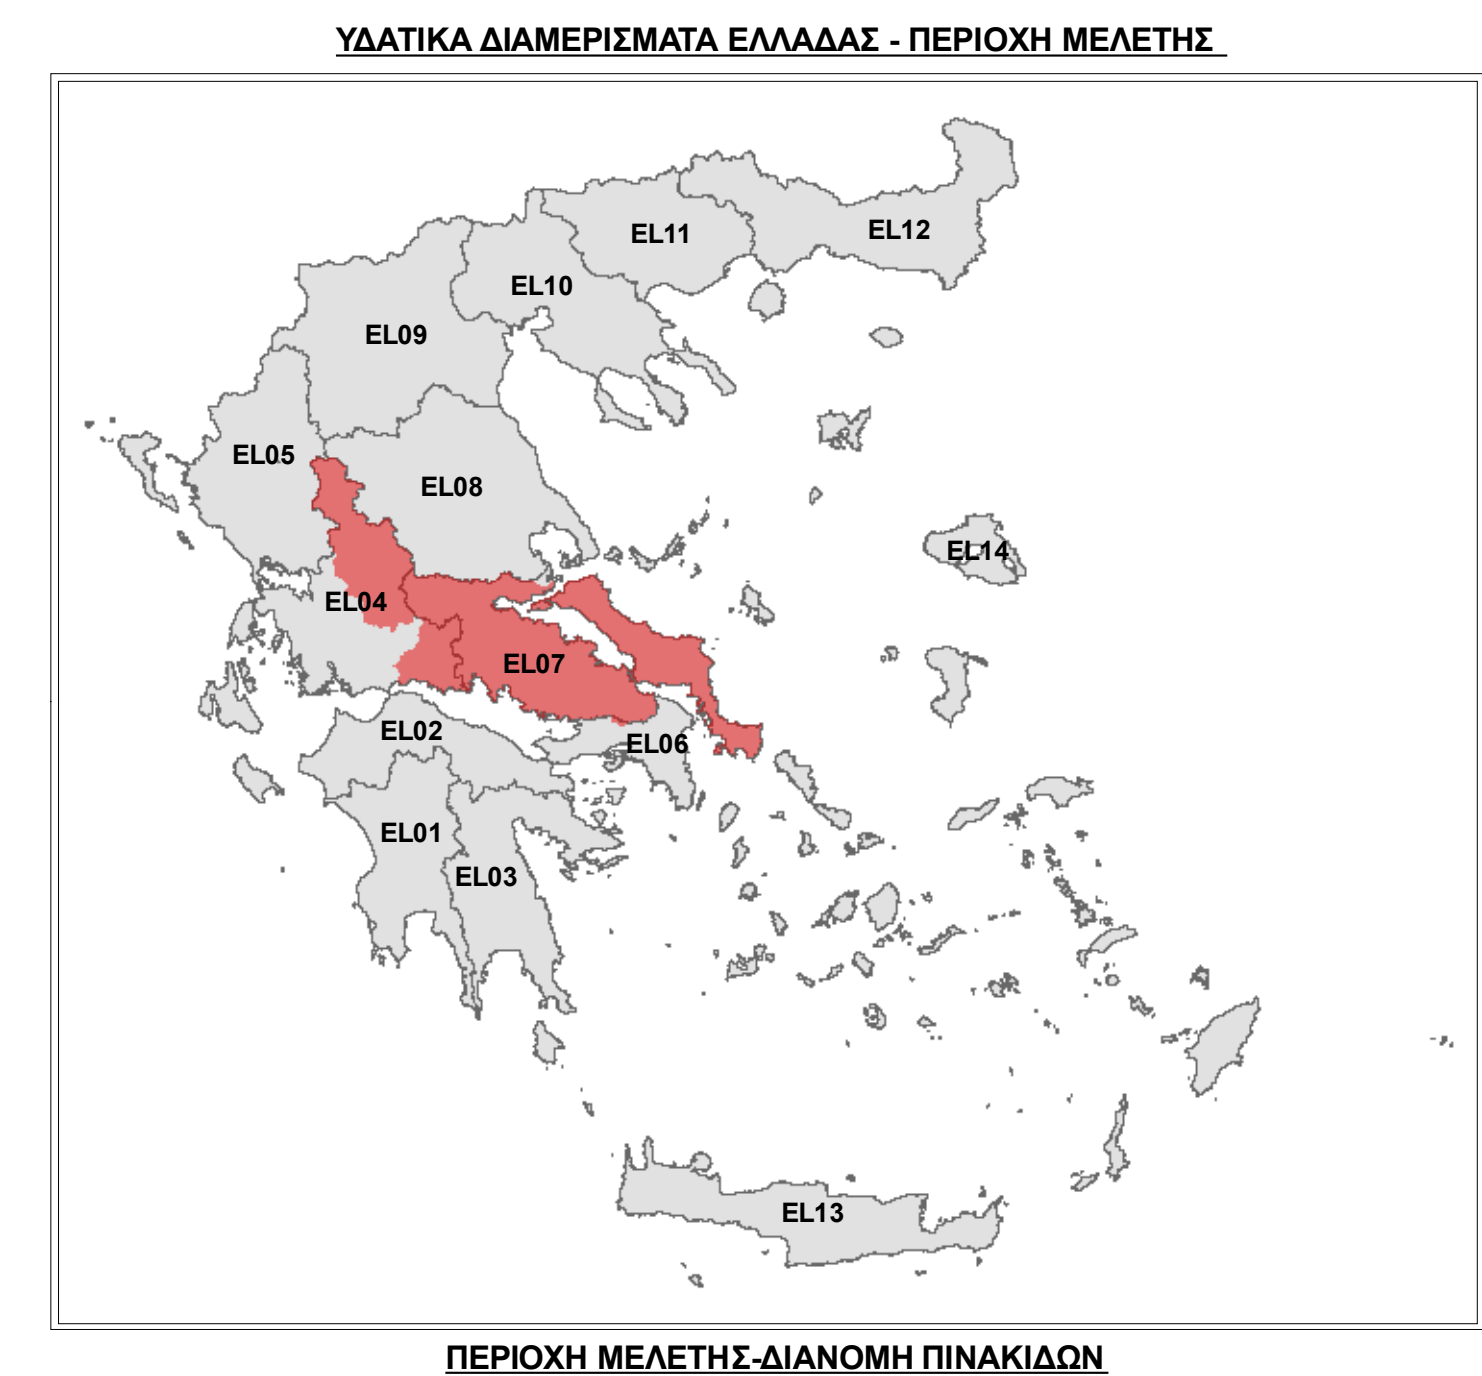 ΥΔΑΤΙΚΑ ΔΙΑΜΕΡΙΣΜΑΤΑ ΕΛΛΑΔΑΣ - ΠΕΡΙΟΧΗ ΜΕΛΕΤΗΣ
EL12
EL11
EL10
EL09
EL05
EL08
EL14
EL04
EL07
EL02
EL06
EL01
EL03
EL13
ΠΕΡΙΟΧΗ ΜΕΛΕΤΗΣ-ΔΙΑΝΟΜΗ ΠΙΝΑΚΙΔΩΝ